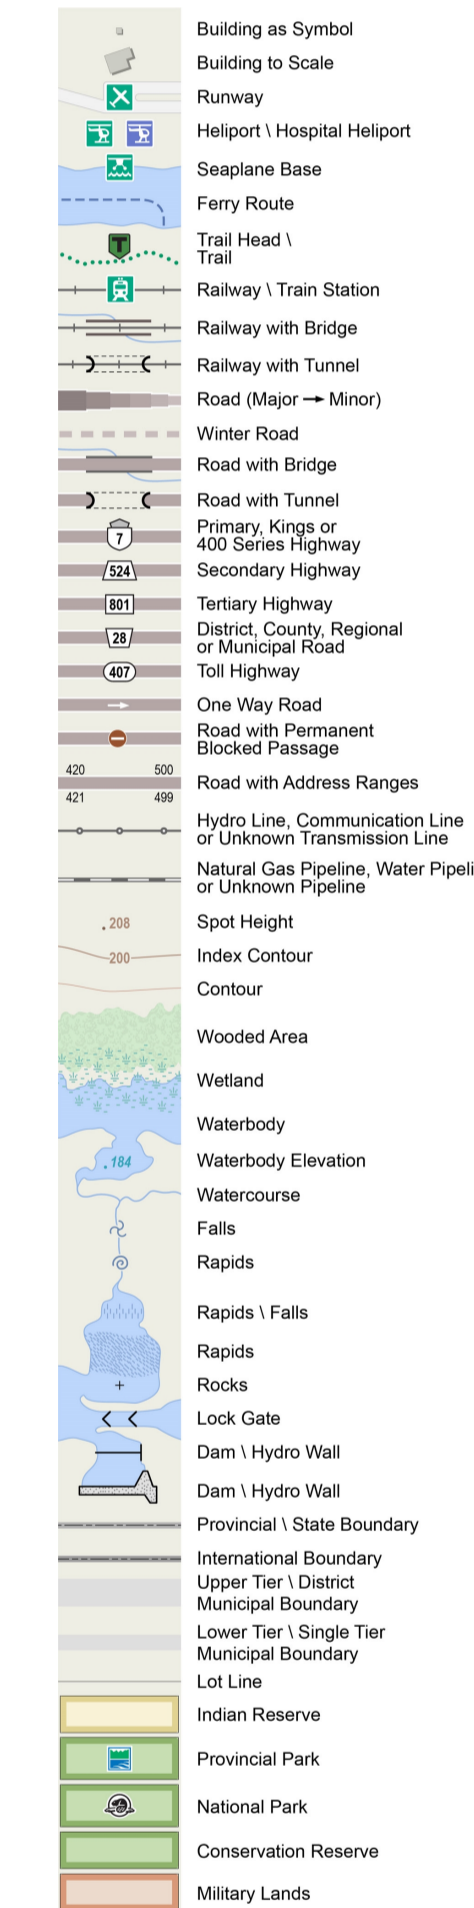 Building as Symbol
Building to Scale
Runway
Heliport \ Hospital Heliport
Seaplane Base
Ferry Route
T
Trail Head \
Trail
Railway \ Train Station
Railway with Bridge
Railway with Tunnel
Road (Major → Minor)
Winter Road
Road with Bridge
Road with Tunnel
7
Primary, Kings or
400 Series Highway
524 Secondary Highway
801 Tertiary Highway
28
District, County, Regional
or Municipal Road
407 Toll Highway
One Way Road
Road with Permanent
Blocked Passage
420 500
Road with Address Ranges
421 499
Hydro Line, Communication Line
or Unknown Transmission Line
Natural Gas Pipeline, Water Pipeli
or Unknown Pipeline
.208 Spot Height
200 Index Contour
Contour
Wooded Area
Wetland
Waterbody
.184 Waterbody Elevation
Watercourse
Falls
Rapids
Rapids \ Falls
Rapids
Rocks
Lock Gate
Dam \ Hydro Wall
Dam \ Hydro Wall
Provincial \ State Boundary
International Boundary
Upper Tier \ District
Municipal Boundary
Lower Tier \ Single Tier
Municipal Boundary
Lot Line
Indian Reserve
Provincial Park
National Park
Conservation Reserve
Military Lands